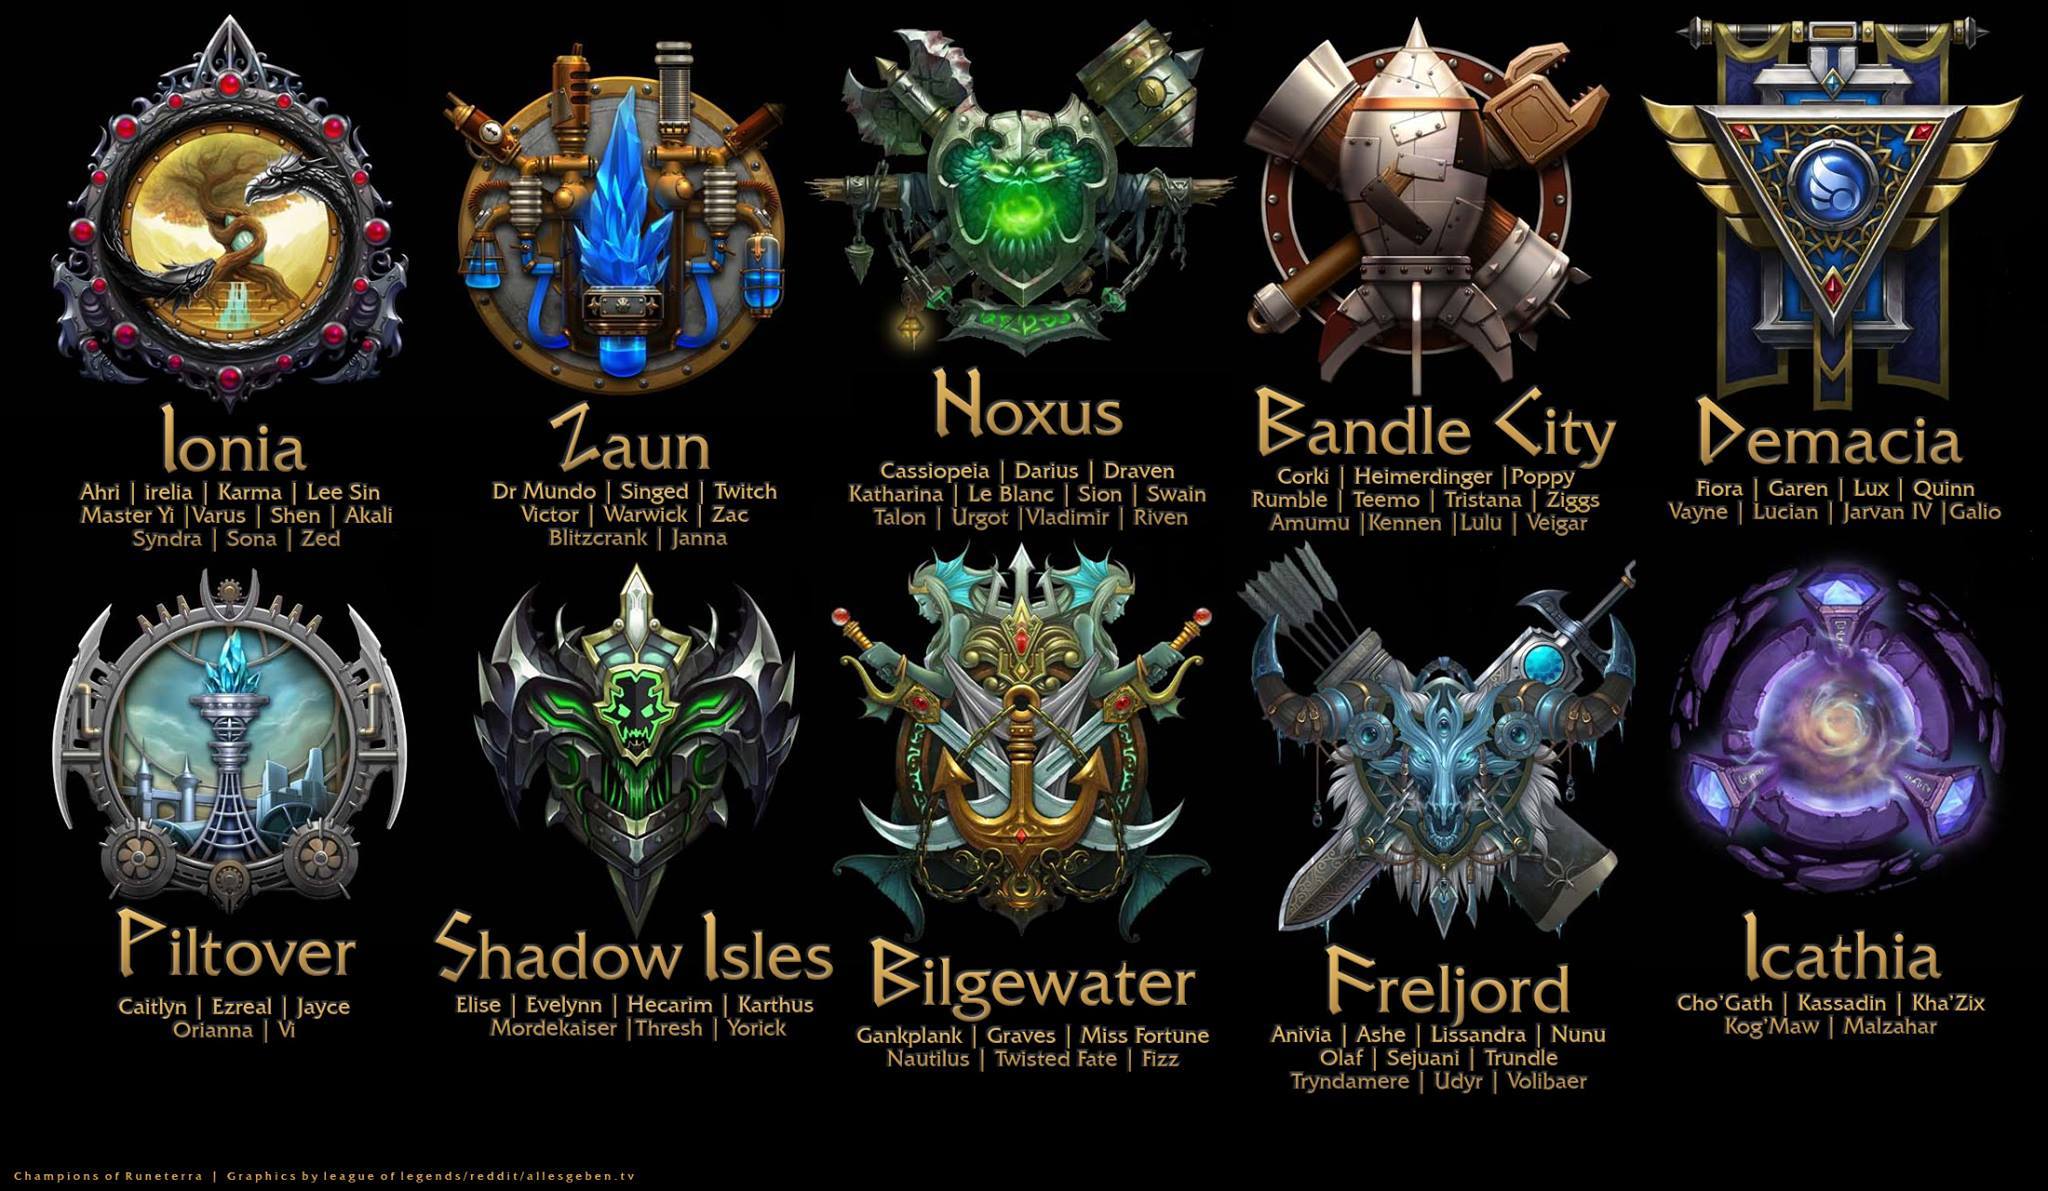 Ionia
Ahri | irelia | Karma | Lee Sin
Master Yi |Varus | Shen | Akali
Syndra | Sona | Zed
Zaun
Dr Mundo | Singed | Twitch
Victor | Warwick | Zac
Blitzcrank | Janna
Noxus
Cassiopeia | Darius | Draven
Katharina | Le Blanc | Sion | Swain
Talon | Urgot |Vladimir | Riven
Bandle City
Corki | Heimerdinger |Poppy
Rumble | Teemo | Tristana | Ziggs
Amumu |Kennen |Lulu | Veigar
Demacia
Fiora | Garen | Lux | Quinn
Vayne | Lucian | Jarvan IV |Galio
Piltover
Caitlyn | Ezreal | Jayce
Orianna | Vi
Shadow Isles
Elise | Evelynn | Hecarim | Karthus
Mordekaiser |Thresh | Yorick
Bilgewater
Gankplank | Graves | Miss Fortune
Nautilus | Twisted Fate | Fizz
Freljord
Anivia | Ashe | Lissandra | Nunu
Olaf | Sejuani | Trundle
Tryndamere | Udyr | Volibaer
Icathia
Cho'Gath | Kassadin | Kha'Zix
Kog'Maw | Malzahar
Champions of Runeterra | Graphics by league of legends/reddit/allesgeben.tv